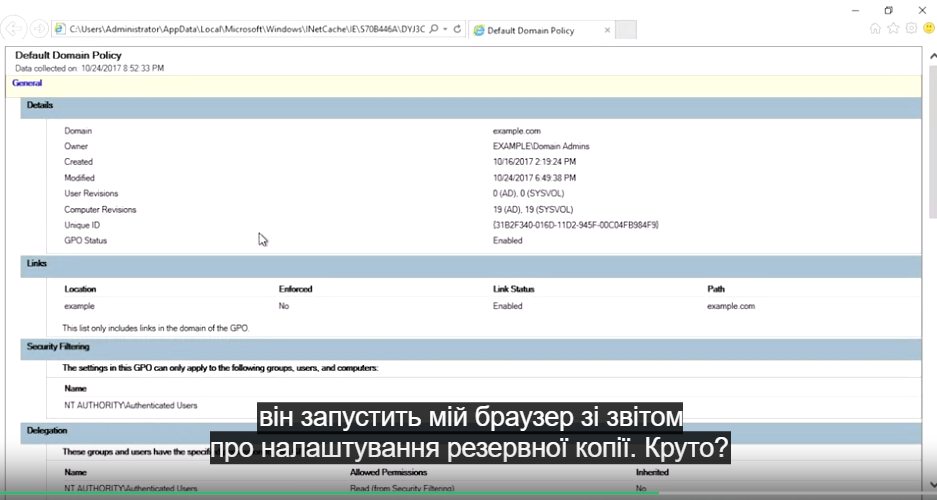 C:\Users\Administrator\AppData\Local\Microsoft\Windows\INetCache\IE\S70B446A\DYJ3C
Default Domain Policy
Default Domain Policy
Data collected on: 10/24/2017 8:52:33 PM
General
Details
Domain example.com
Owner EXAMPLE\Domain Admins
Created 10/16/2017 2:19:24 PM
Modified 10/24/2017 6:49:38 PM
User Revisions 0 (AD), 0 (SYSVOL)
Computer Revisions 19 (AD), 19 (SYSVOL)
Unique ID {31B2F340-016D-11D2-945F-00C04FB984F9}
GPO Status Enabled
Links
Location Enforced Link Status Path
example No Enabled example.com
This list only includes links in the domain of the GPO.
Security Filtering
The settings in this GPO can only apply to the following groups, users, and computers:
Name
NT AUTHORITY\Authenticated Users
він запустить мій браузер зі звітом
Delegation
про налаштування резервної копії. Круто?
These groups and users have the specif
Name Allowed Permissions Inherited
NT AUTHORITY\Authenticated Users Read (from Security Filtering) No